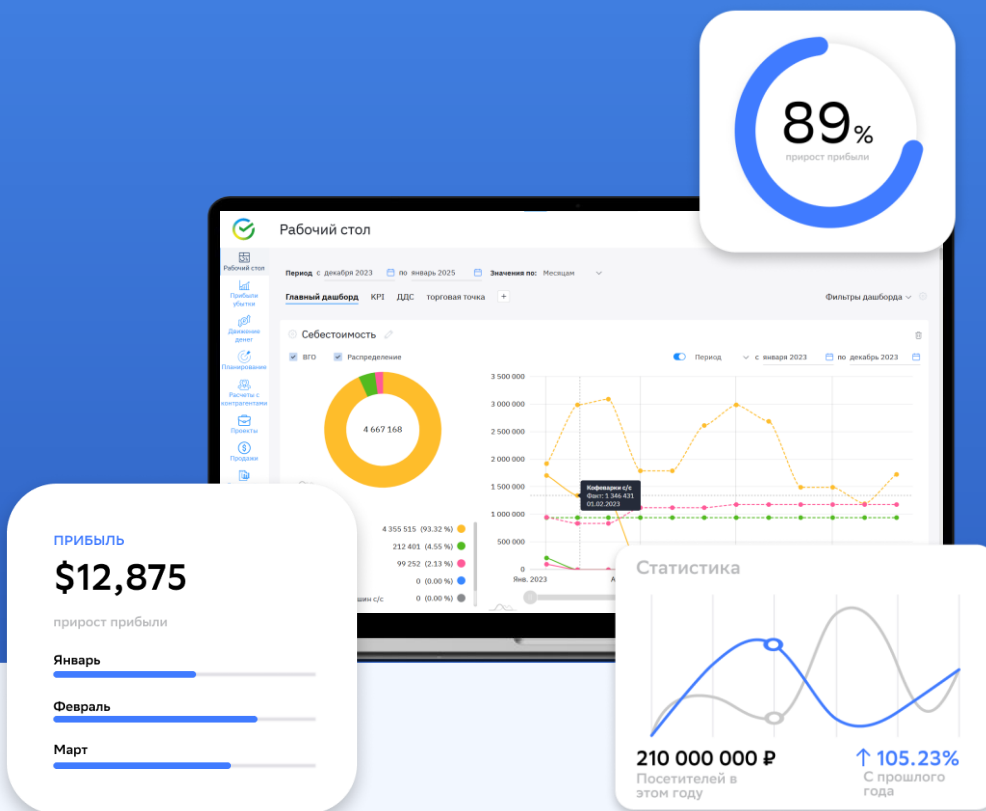 89%
прирост прибыли
Рабочий стол
Рабочий стол
Прибыли
убытки
Движение
денег
Планирование
Расчеты с
контрагентами
Проекты
Продажи
Период с декабря 2023 по январь 2025 Значения по: Месяцам
Главный дашборд KPI ДДС торговая точка +
Фильтры дашборда
Себестоимость
ВГО Распределение
Период с января 2023 по декабрь 2023
4 667 168
3 500 000
3 000 000
2 500 000
2 000 000
1 500 000
1 000 000
500 000
0
Янв. 2023
Кофеварки с/с
Факт: 1 346 431
01.02.2023
4 355 515 (93.32 %)
212 401 (4.55 %)
99 252 (2.13 %)
0 (0.00 %)
с/с 0 (0.00 %)
ПРИБЫЛЬ
$12,875
прирост прибыли
Январь
Февраль
Март
Статистика
210 000 000 ₽
Посетителей в
этом году
↑ 105.23%
С прошлого
года